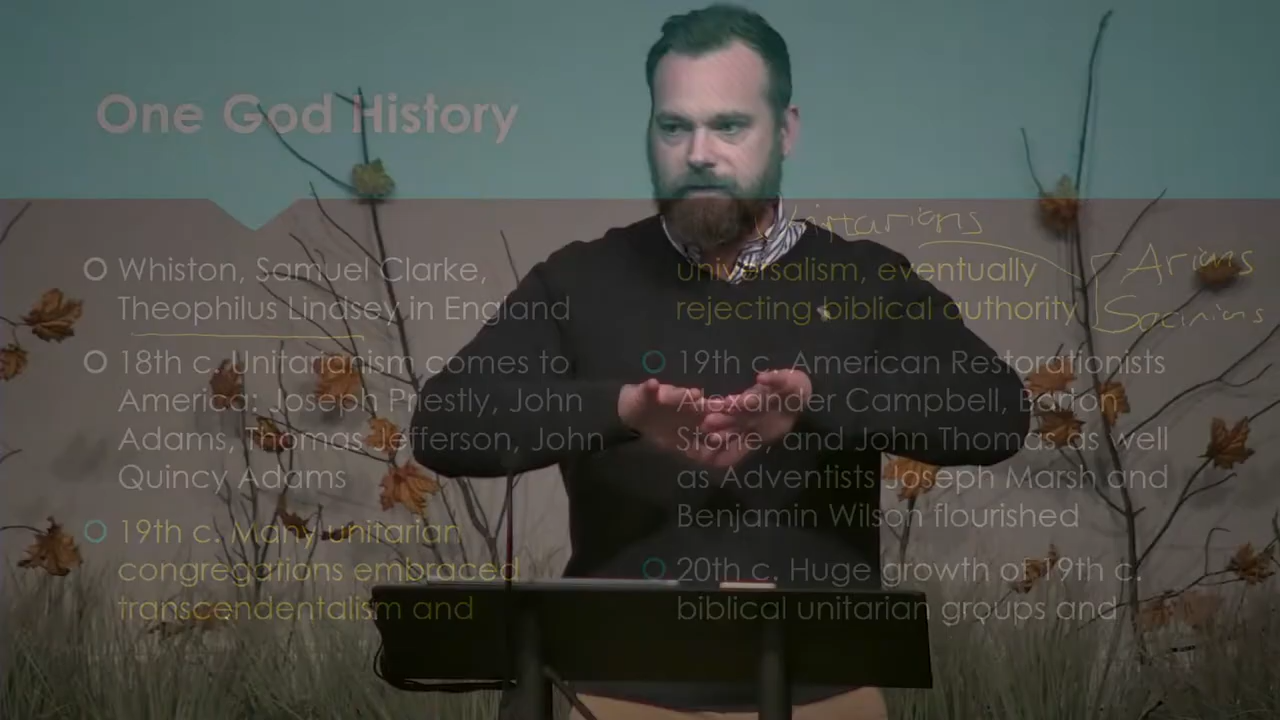 One God History
Whiston, Samuel Clarke,
Theophilus Lindsey in England
18th c. Unitarianism comes to
America: Joseph Priestly, John
Adams, Thomas Jefferson, John
Quincy Adams
19th c. Many unitarian
congregations embraced
transcendentalism and
universalism, eventually
rejecting biblical authority
Arians
Socinians
19th c. American Restorationists
Alexander Campbell, Barton
Stone, and John Thomas as well
as Adventists Joseph Marsh and
Benjamin Wilson flourished
20th c. Huge growth of 19th c.
biblical unitarian groups and